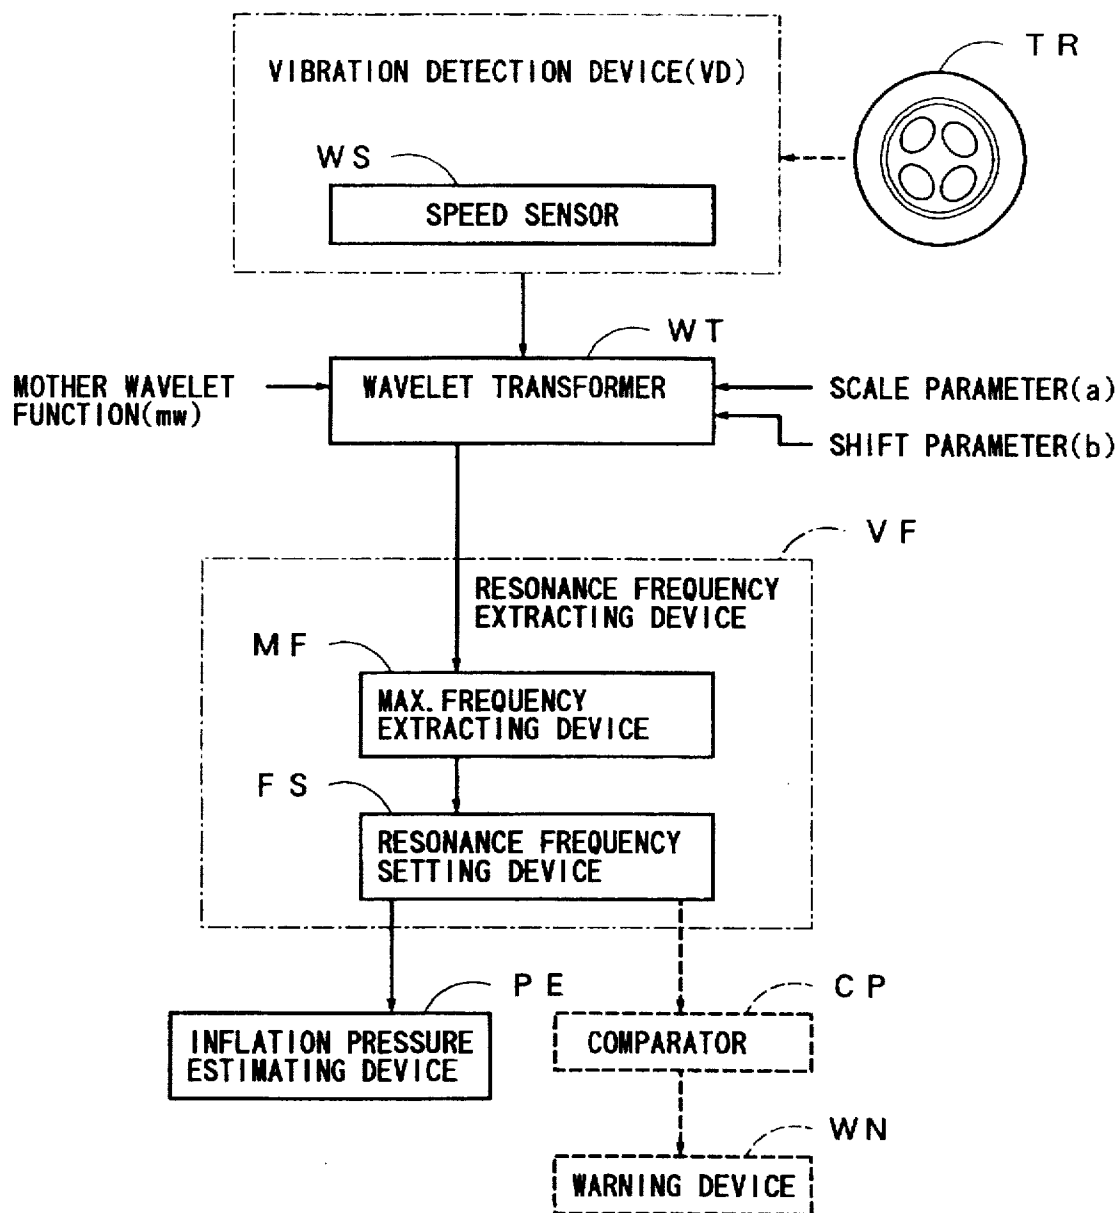 TR
VIBRATION DETECTION DEVICE(VD)
WS
SPEED SENSOR
WT
MOTHER WAVELET
FUNCTION(mw)
WAVELET TRANSFORMER
SCALE PARAMETER(a)
SHIFT PARAMETER(b)
VF
RESONANCE FREQUENCY
EXTRACTING DEVICE
MF
MAX.FREQUENCY
EXTRACTING DEVICE
FS
RESONANCE FREQUENCY
SETTING DEVICE
PE
CP
INFLATION PRESSURE
ESTIMATING DEVICE
COMPARATOR
WN
WARNING DEVICE